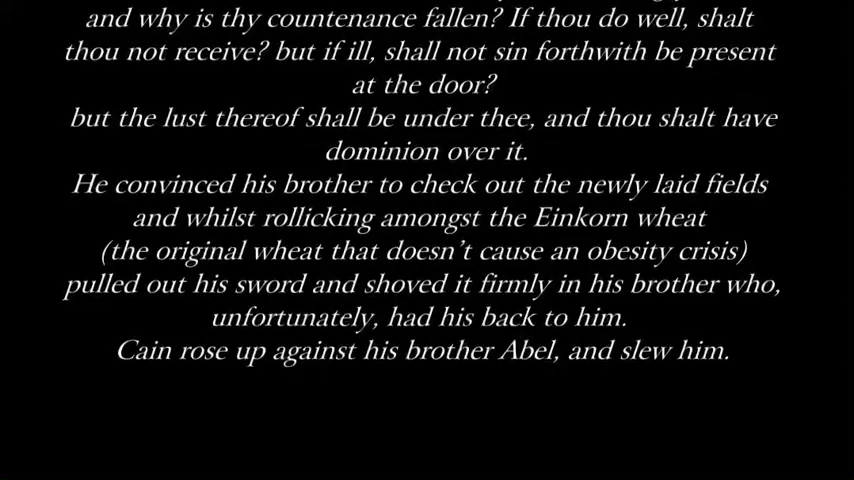 and why is thy countenance fallen? If thou do well, shalt
thou not receive? but if ill, shall not sin forthwith be present
at the door?
but the lust thereof shall be under thee, and thou shalt have
dominion over it.
He convinced his brother to check out the newly laid fields
and whilst rollicking amongst the Einkorn wheat
(the original wheat that doesn't cause an obesity crisis)
pulled out his sword and shoved it firmly in his brother who,
unfortunately, had his back to him.
Cain rose up against his brother Abel, and slew him.